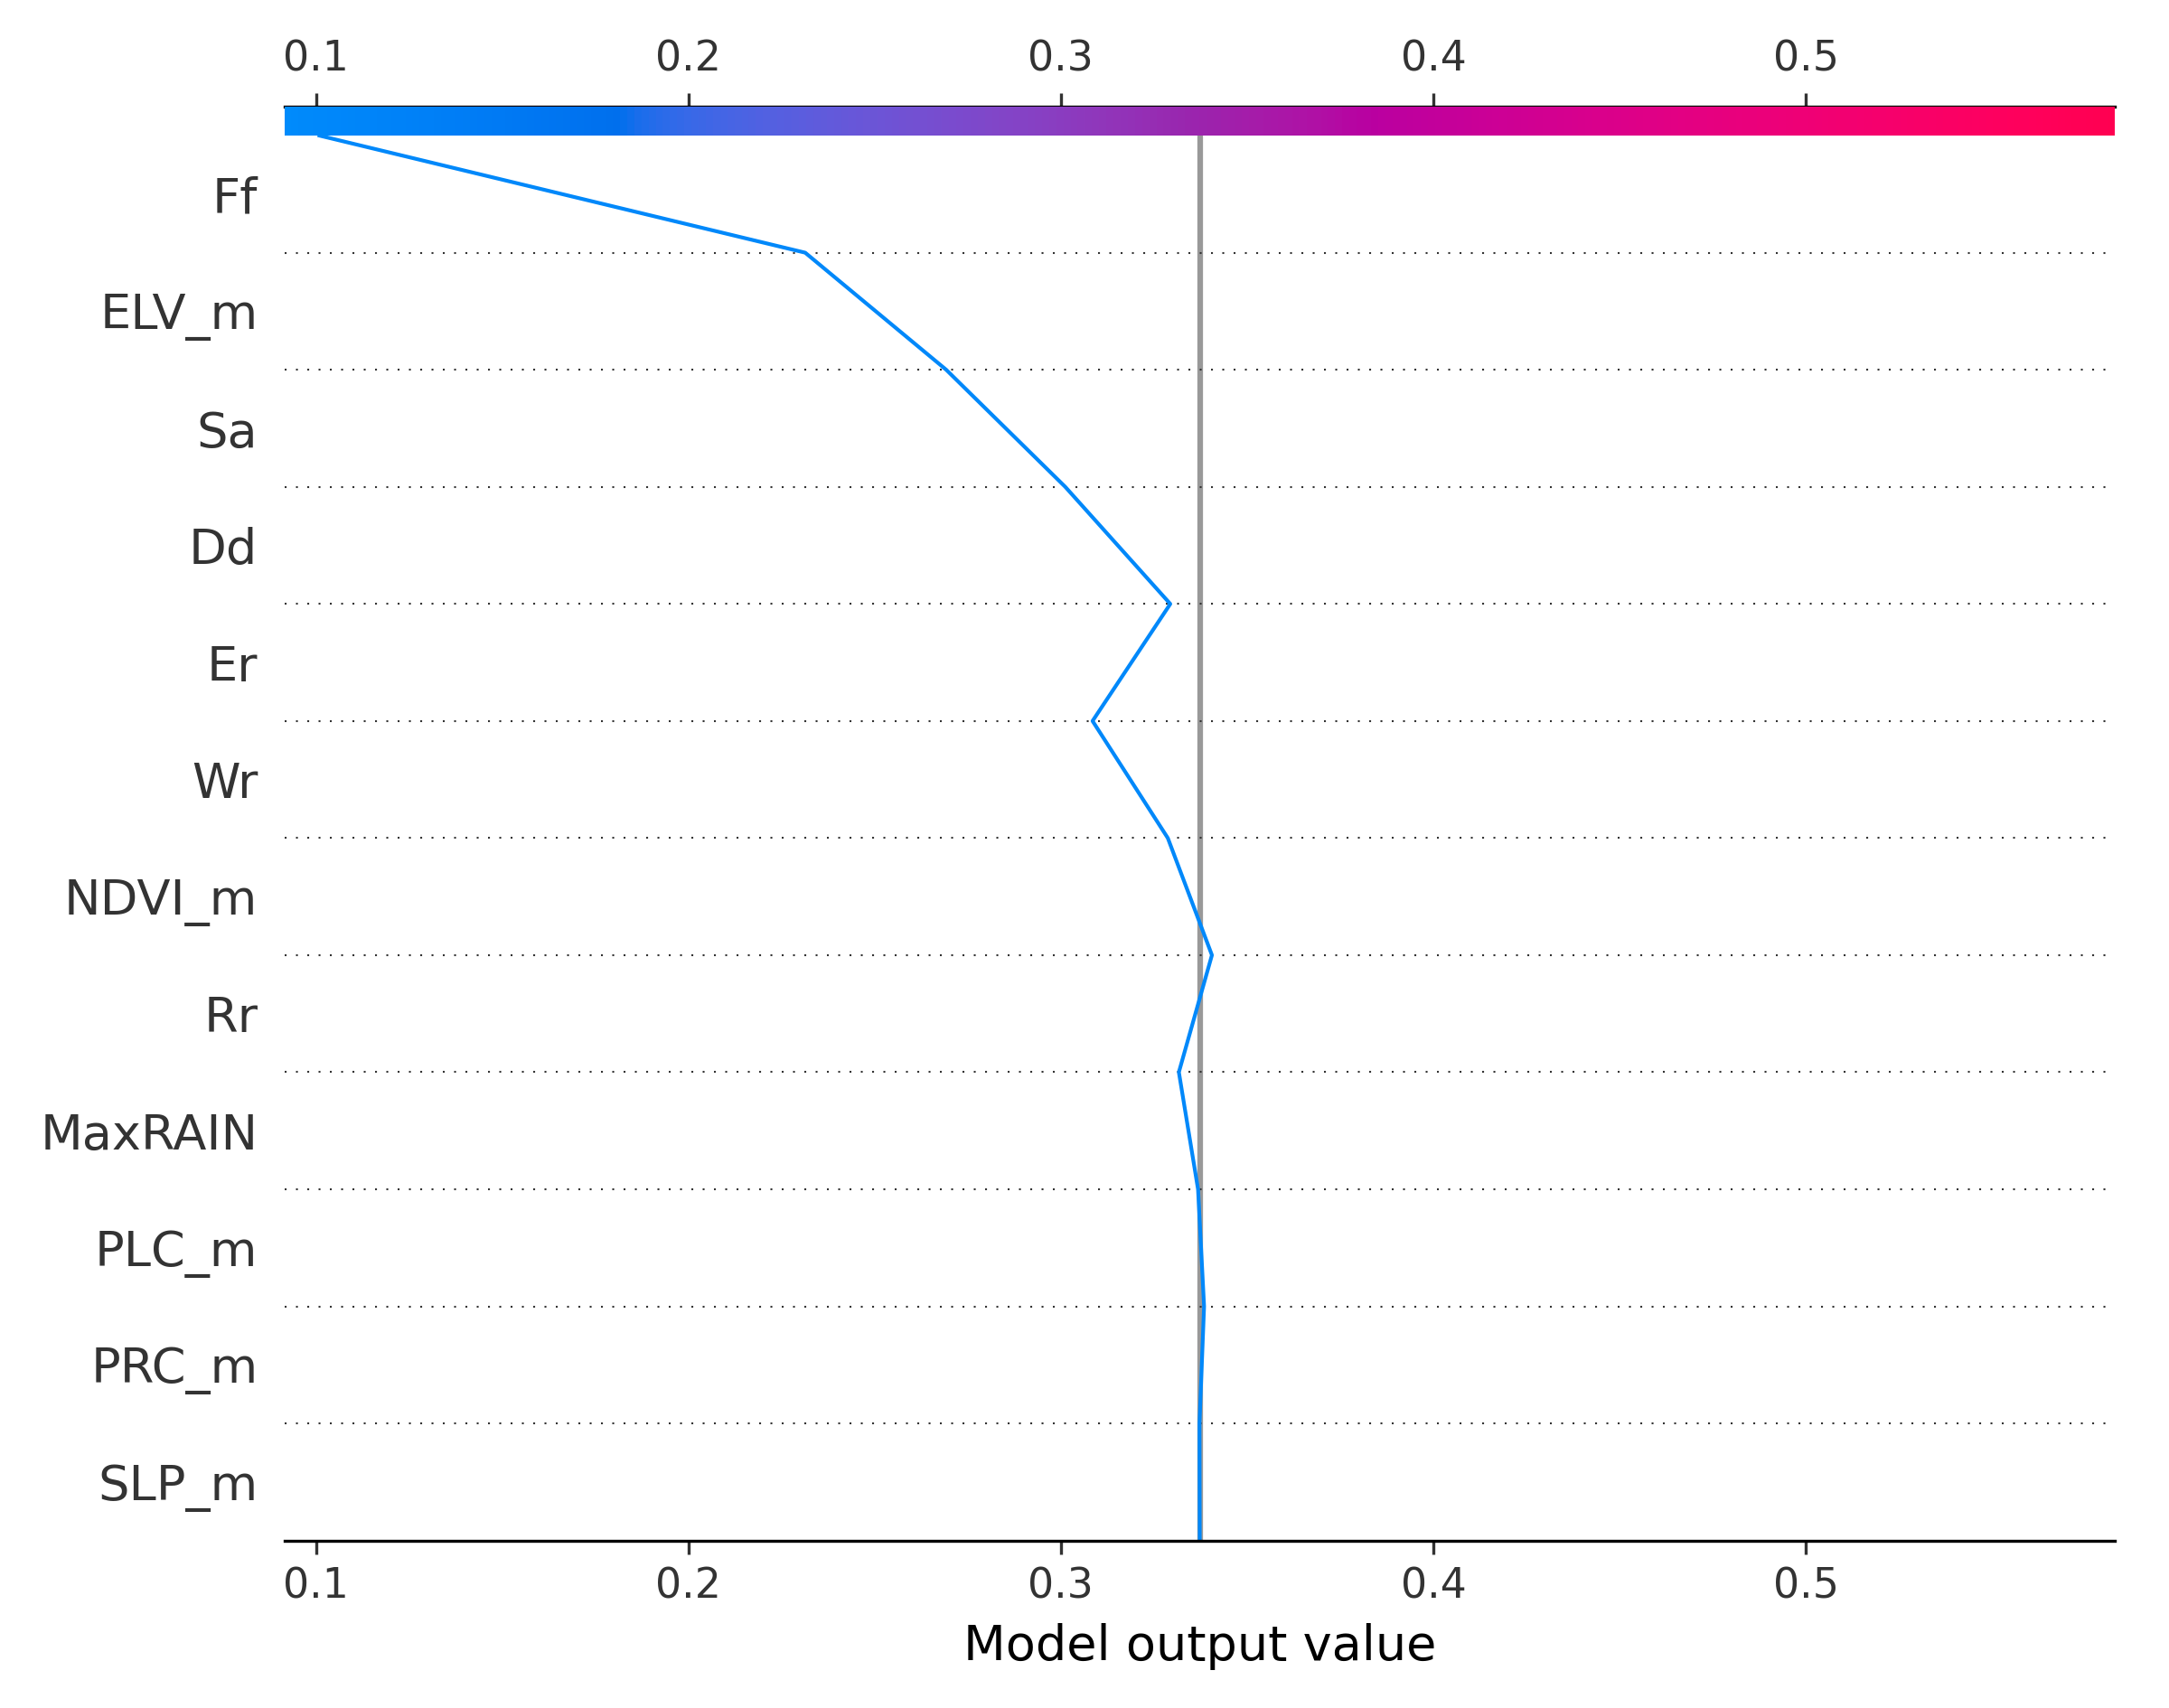 0.1 0.2 0.3 0.4 0.5
Ff
ELV_m
Sa
Dd
Er
Wr
NDVI_m
Rr
MaxRAIN
PLC_m
PRC_m
SLP_m
0.1 0.2 0.3 0.4 0.5
Model output value